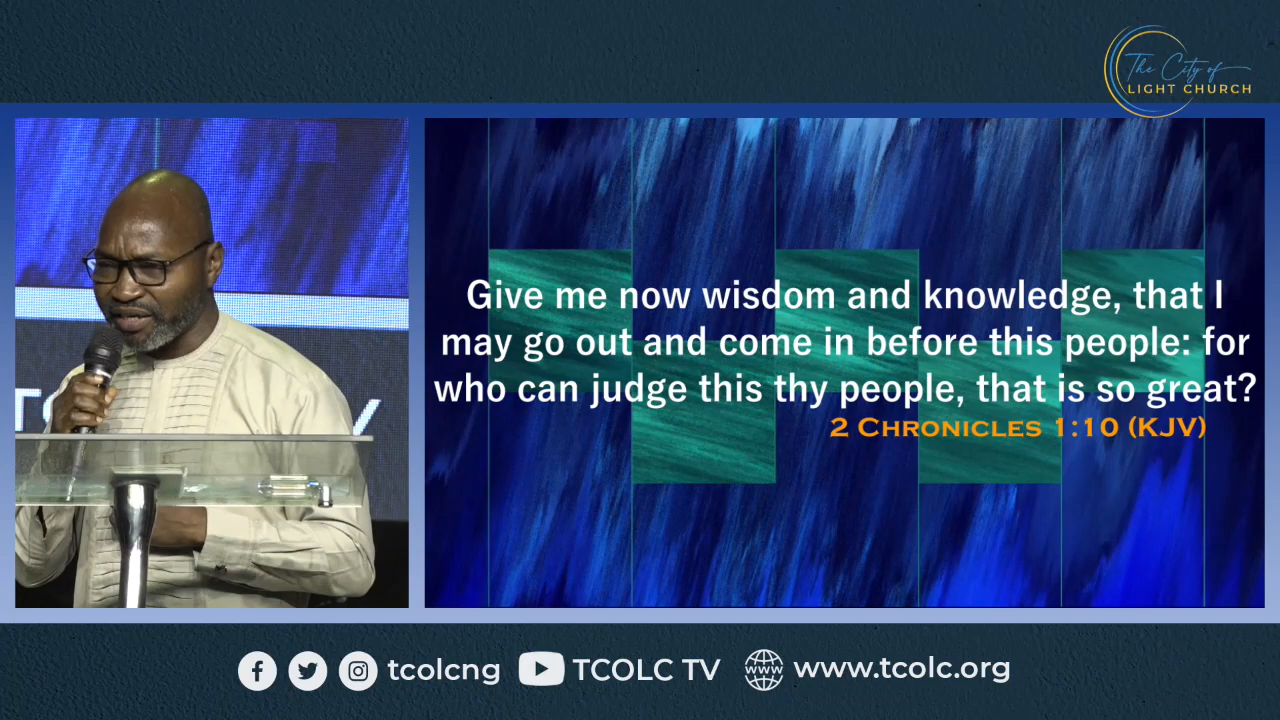 The City of
LIGHT CHURCH
Give me now wisdom and knowledge, that I
may go out and come in before this people: for
who can judge this thy people, that is so great?
2 CHRONICLES 1:10 (KJV)
tcolcng TCOLC TV www.tcolc.org